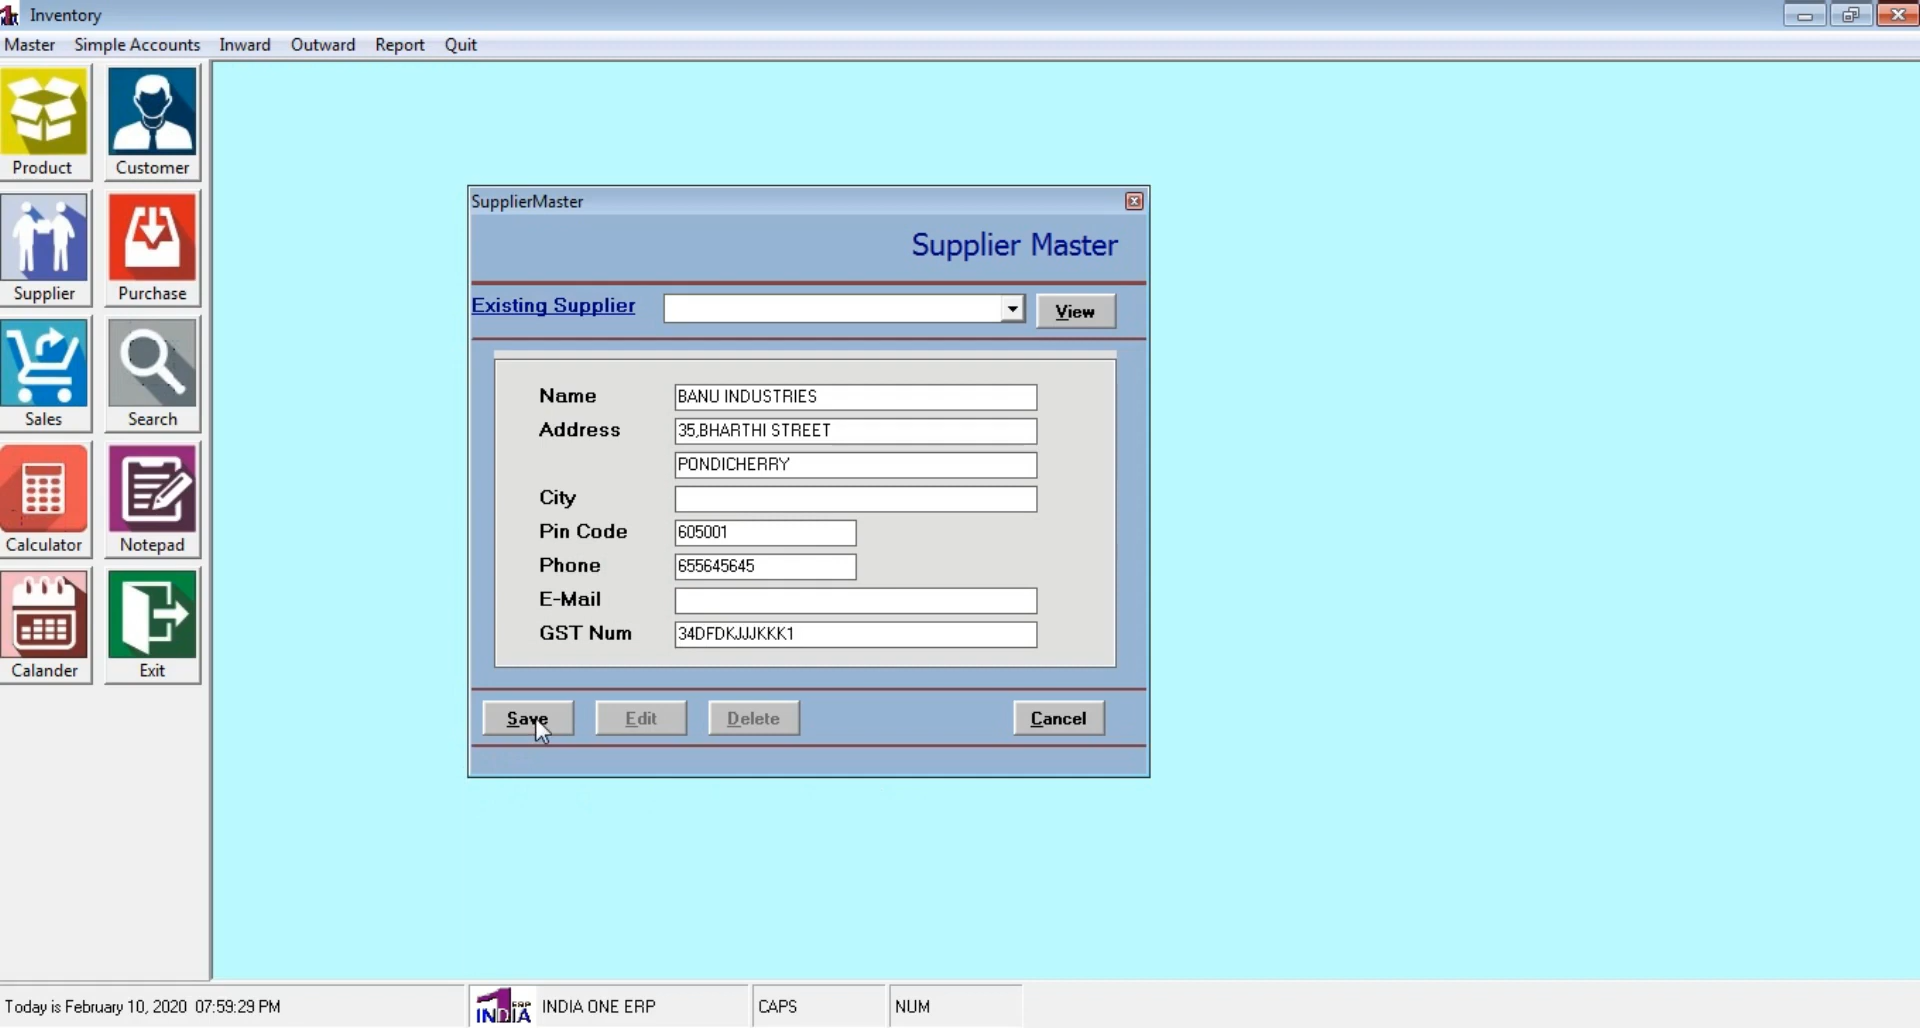 Inventory
Master Simple Accounts Inward Outward Report Quit
Product Customer
Supplier Purchase
Sales Search
Calculator Notepad
Calander Exit
SupplierMaster
Supplier Master
Existing Supplier View
Name BANU INDUSTRIES
Address 35,BHARTHI STREET
PONDICHERRY
City
Pin Code 605001
Phone 655645645
E-Mail
GST Num 34DFDKJJJKKK1
Save Edit Delete Cancel
Today is February 10, 2020 07:59:29 PM 1 ERP INDIA INDIA ONE ERP CAPS NUM